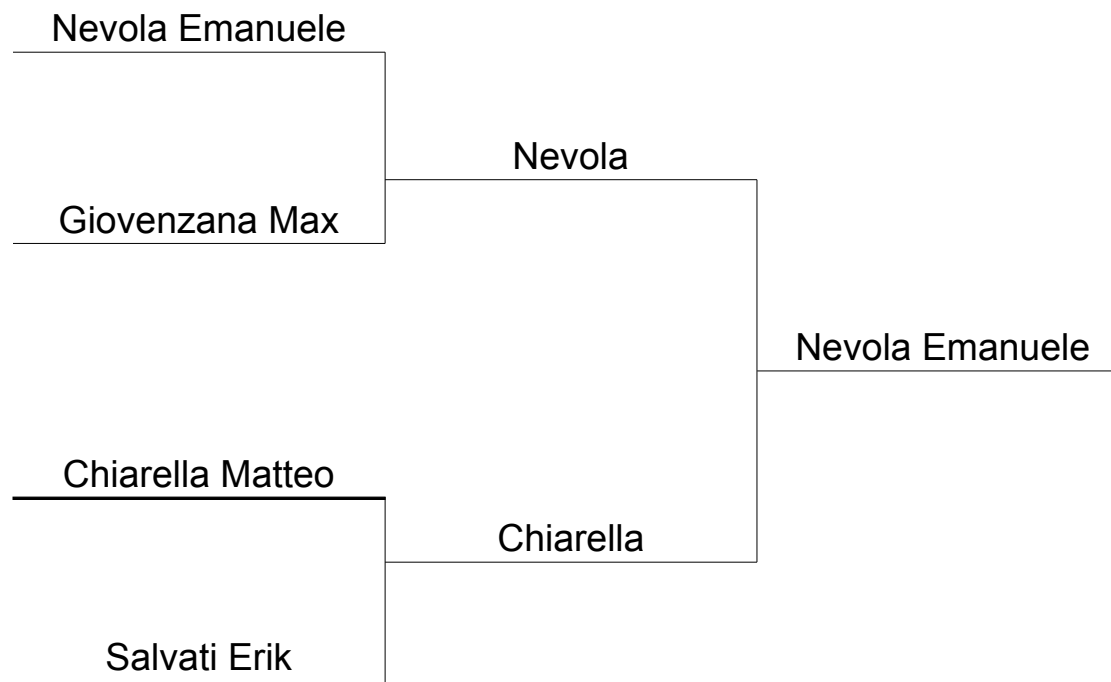 Nevola Emanuele
Nevola
Giovenzana Max
Nevola Emanuele
Chiarella Matteo
Chiarella
Salvati Erik